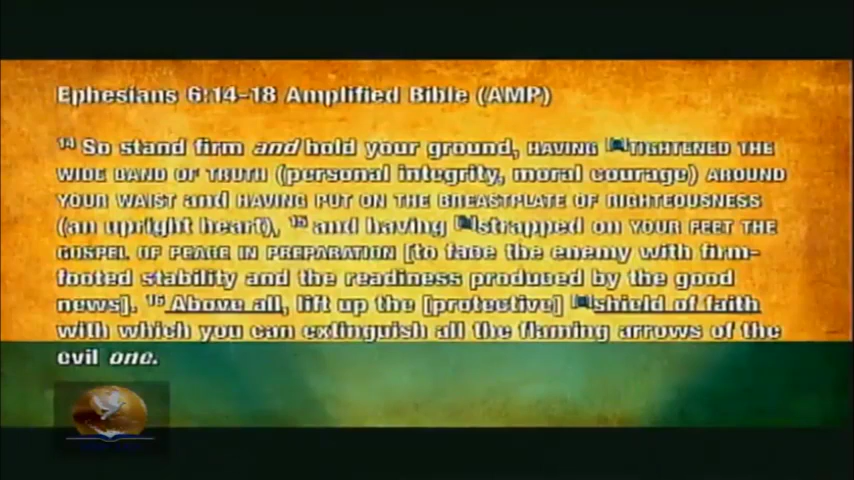 Ephesians 6:14-18 Amplified Bible (AMP)
14 So stand firm and hold your ground, HAVING [a]TIGHTENED THE
WIDE BAND OF TRUTH (personal integrity, moral courage) AROUND
YOUR WAIST and HAVING PUT ON THE BREASTPLATE OF RIGHTEOUSNESS
(an upright heart), 15 and having [b]strapped on YOUR FEET THE
GOSPEL OF PEACE IN PREPARATION [to face the enemy with firm-
footed stability and the readiness produced by the good
news]. 16 Above all, lift up the [protective] [c]shield of faith
with which you can extinguish all the flaming arrows of the
evil one.